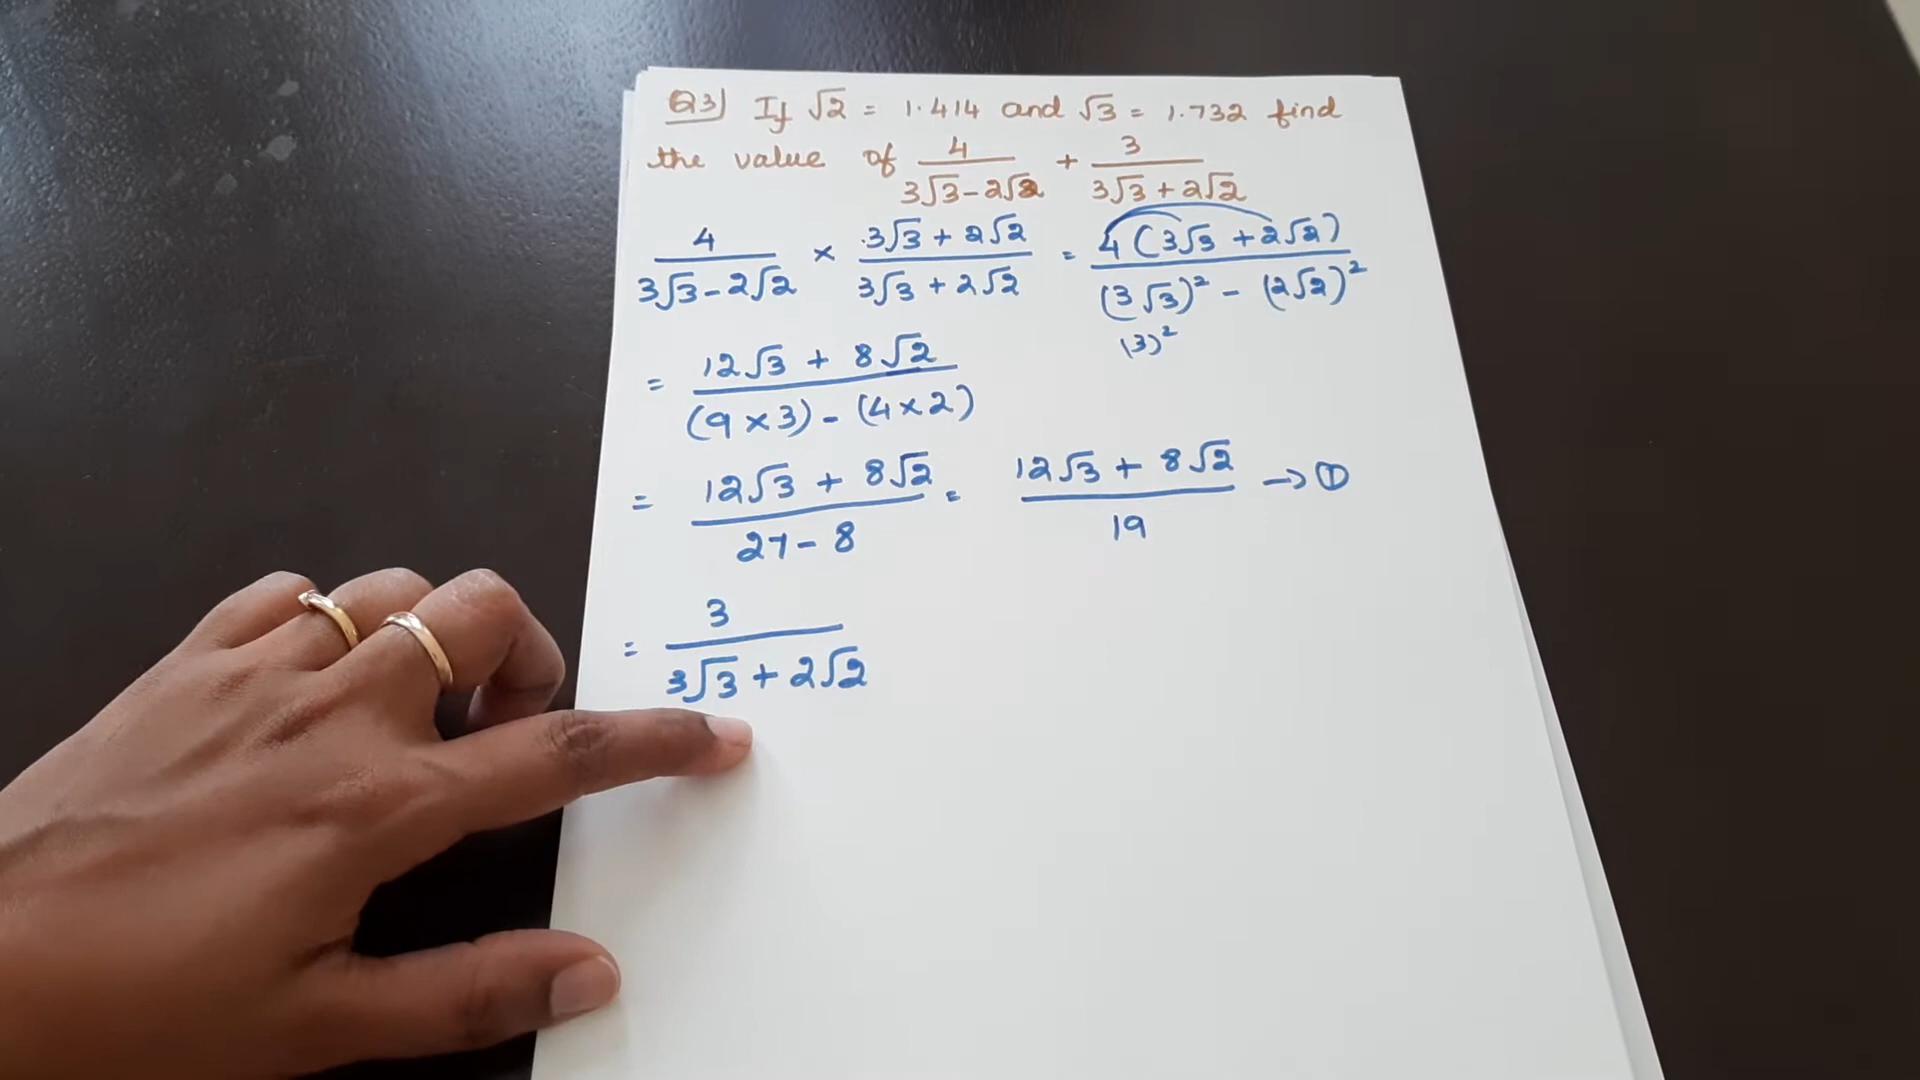 Q3) If √2 = 1.414 and √3 = 1.732 find
the value of 4/(3√3-2√2) + 3/(3√3+2√2)
4/(3√3-2√2) × (3√3+2√2)/(3√3+2√2) = 4(3√3+2√2)/((3√3)²-(2√2)²)
(3)²
= (12√3 + 8√2)/((9×3)-(4×2))
= (12√3 + 8√2)/(27-8) = (12√3 + 8√2)/19 → ①
= 3/(3√3+2√2)